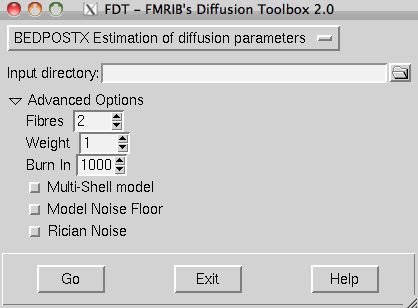 FDT - FMRIB's Diffusion Toolbox 2.0
BEDPOSTX Estimation of diffusion parameters
Input directory:
Advanced Options
Fibres 2
Weight 1
Burn In 1000
Multi-Shell model
Model Noise Floor
Rician Noise
Go Exit Help